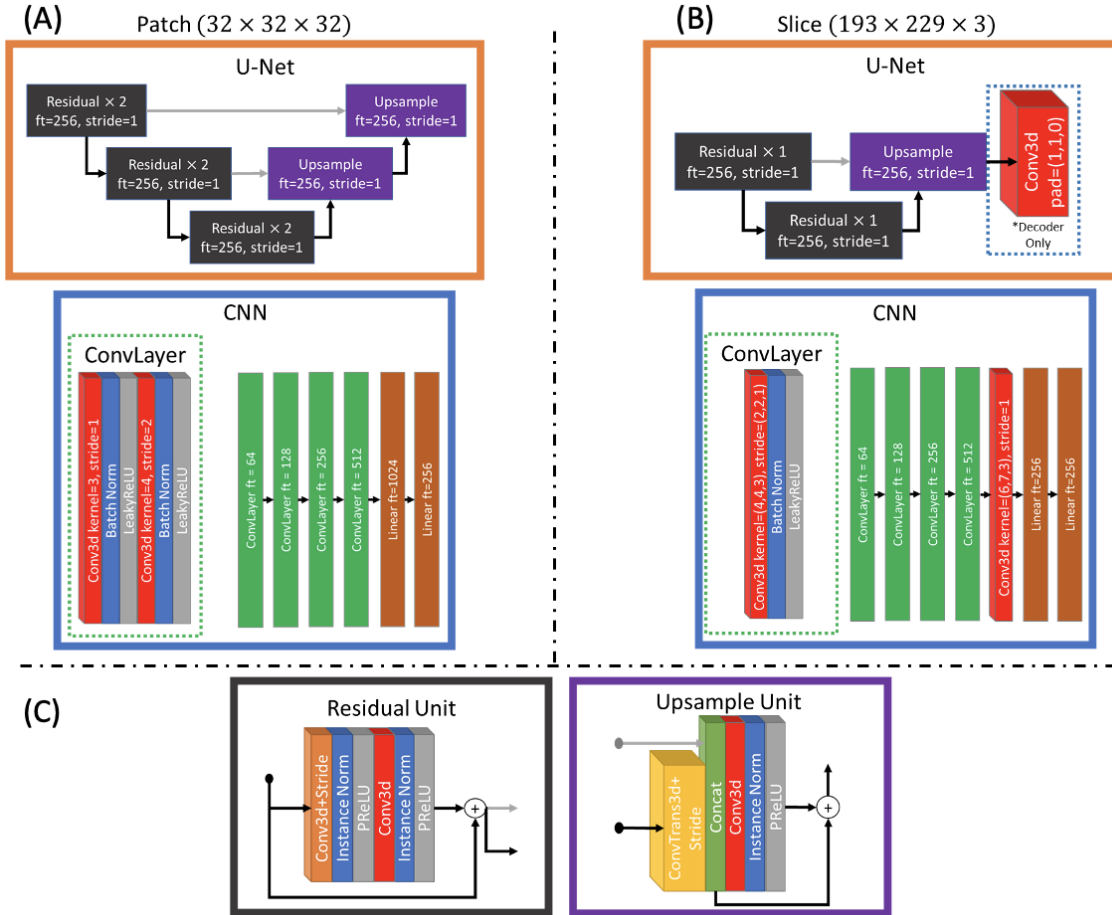 (A)
Patch (32 × 32 × 32)
U-Net
Residual × 2
ft=256, stride=1
Upsample
ft=256, stride=1
Residual × 2
ft=256, stride=1
Upsample
ft=256, stride=1
Residual × 2
ft=256, stride=1
CNN
ConvLayer
Conv3d kernel=3, stride=1
Batch Norm
LeakyReLU
Conv3d kernel=4, stride=2
Batch Norm
LeakyReLU
ConvLayer ft = 64
ConvLayer ft = 128
ConvLayer ft = 256
ConvLayer ft = 512
Linear ft=1024
Linear ft=256
(B)
Slice (193 × 229 × 3)
U-Net
Residual × 1
ft=256, stride=1
Upsample
ft=256, stride=1
Residual × 1
ft=256, stride=1
Conv3d
pad=(1,1,0)
*Decoder
Only
CNN
ConvLayer
Conv3d kernel=(4,4,3), stride=(2,2,1)
Batch Norm
LeakyReLU
ConvLayer ft = 64
ConvLayer ft = 128
ConvLayer ft = 256
ConvLayer ft = 512
Conv3d kernel=(6,7,3), stride=1
Linear ft=256
Linear ft=256
(C)
Residual Unit
Conv3d+Stride
Instance Norm
PReLU
Conv3d
Instance Norm
PReLU
+
Upsample Unit
ConvTrans3d+
Stride
Concat
Conv3d
Instance Norm
PReLU
+